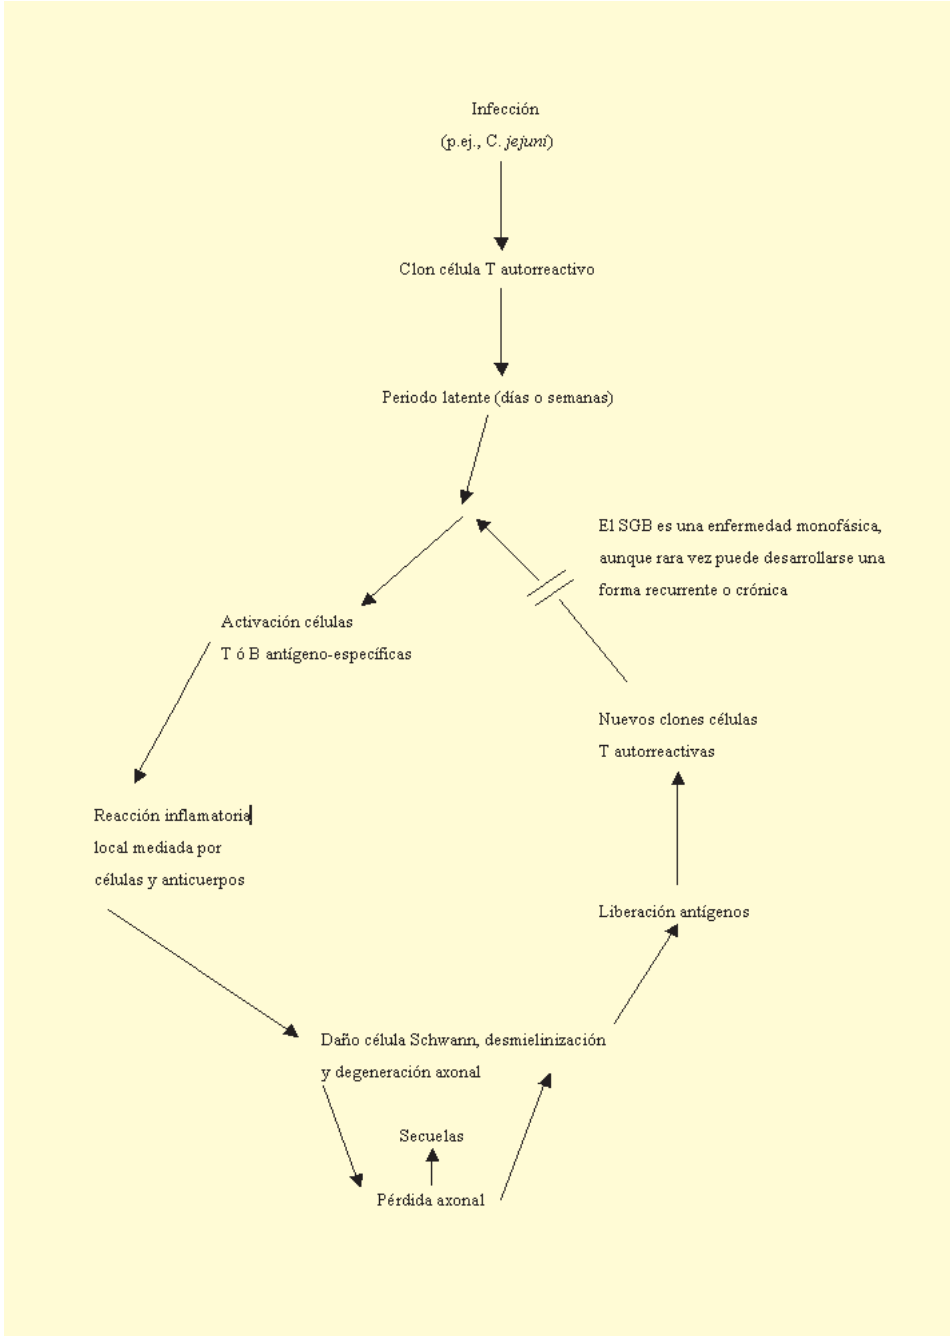 Infección
(p.ej., C. jejuni)
Clon célula T autorreactivo
Periodo latente (días o semanas)
El SGB es una enfermedad monofásica,
aunque rara vez puede desarrollarse una
forma recurrente o crónica
Activación células
T ó B antígeno-específicas
Nuevos clones células
T autorreactivas
Reacción inflamatoria
local mediada por
células y anticuerpos
Liberación antígenos
Daño célula Schwann, desmielinización
y degeneración axonal
Secuelas
Pérdida axonal